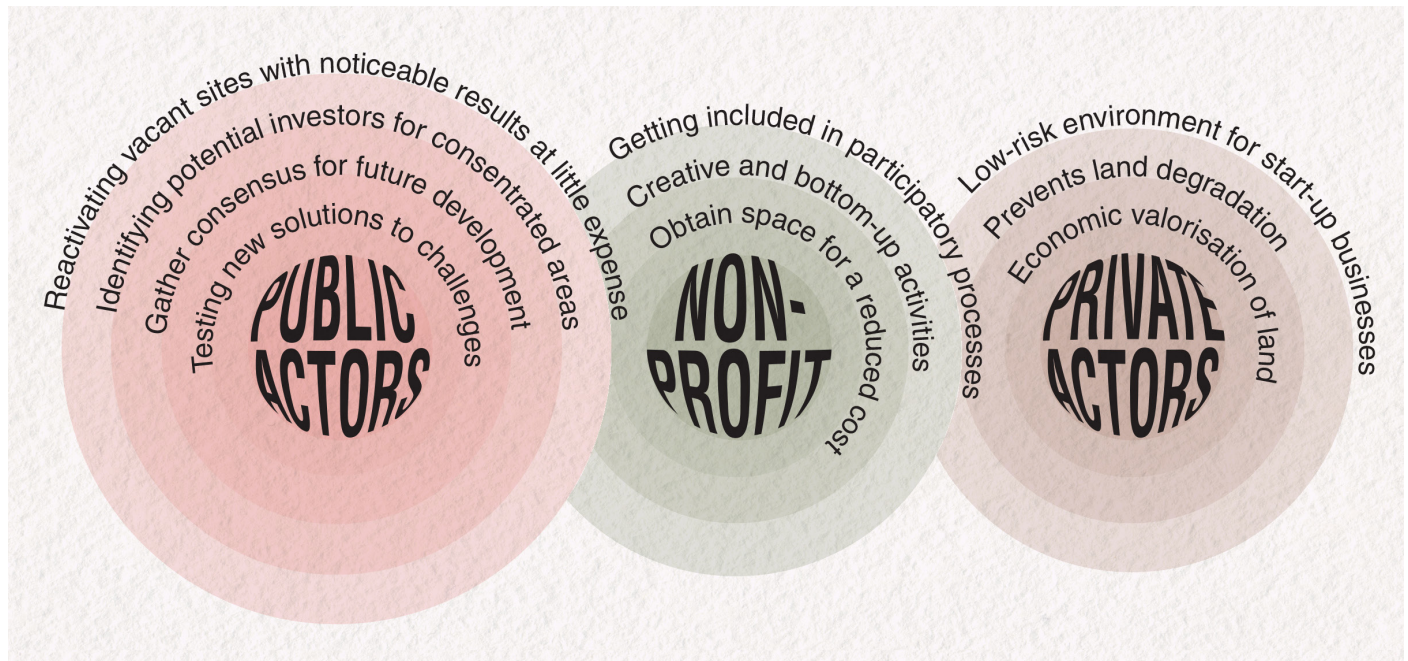 Reactivating vacant sites with noticeable results at little expense
Identifying potential investors for consentrated areas
Gather consensus for future development
Testing new solutions to challenges
PUBLIC
ACTORS
Getting included in participatory processes
Creative and bottom-up activities
Obtain space for a reduced cost
NON-
PROFIT
Low-risk environment for start-up businesses
Prevents land degradation
Economic valorisation of land
PRIVATE
ACTORS